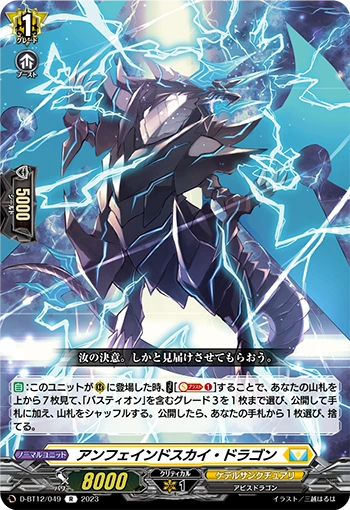 1
グレード
ブースト
5000
シールド
汝の決意。しかと見届けさせてもらおう。
自:このユニットがRに登場した時、【カウンターブラスト1】することで、あなたの山札を
上から7枚見て、「バスティオン」を含むグレード3を1枚まで選び、公開して手
札に加え、山札をシャッフルする。公開したら、あなたの手札から1枚選び、捨
てる。
ノーマルユニット
アンフェインドスカイ・ドラゴン
パワー
8000
クリティカル
1
ケテルサンクチュアリ
アビスドラゴン
D-BT12/049 R 2023
イラスト/三越はるは